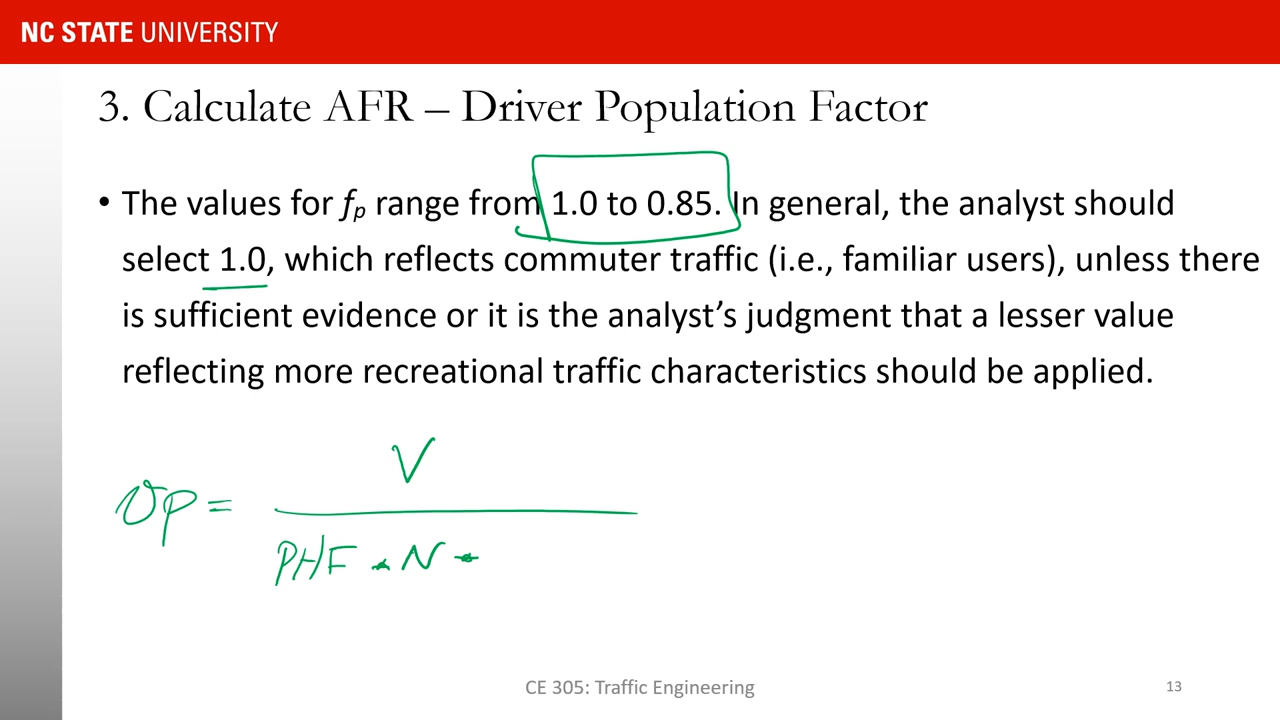 NC STATE UNIVERSITY
3. Calculate AFR – Driver Population Factor
• The values for fp range from 1.0 to 0.85. In general, the analyst should
select 1.0, which reflects commuter traffic (i.e., familiar users), unless there
is sufficient evidence or it is the analyst’s judgment that a lesser value
reflecting more recreational traffic characteristics should be applied.
V
vp =
PHF * N *
CE 305: Traffic Engineering
13